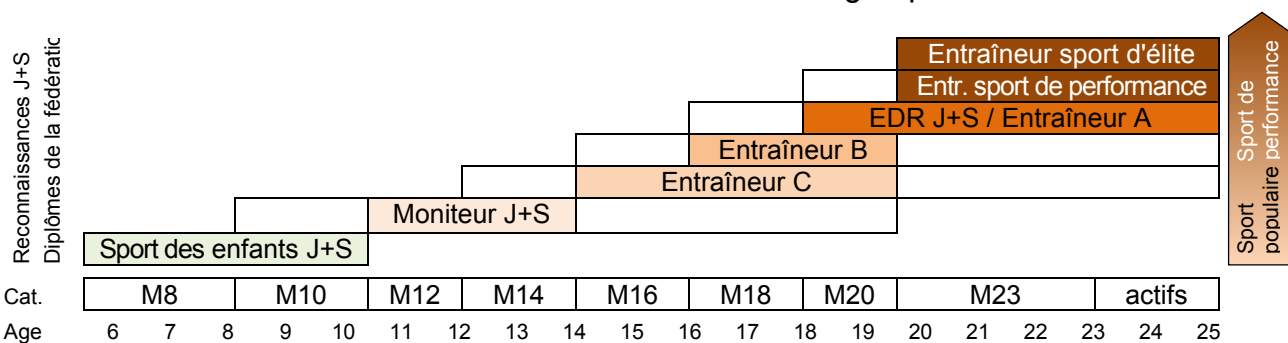 Reconnaissances J+S
Diplômes de la fédératio
Entraîneur sport d'élite
Entr. sport de performance
EDR J+S / Entraîneur A
Entraîneur B
Entraîneur C
Moniteur J+S
Sport des enfants J+S
Sport de performance
Sport populaire
Cat. M8 M10 M12 M14 M16 M18 M20 M23 actifs
Age 6 7 8 9 10 11 12 13 14 15 16 17 18 19 20 21 22 23 24 25